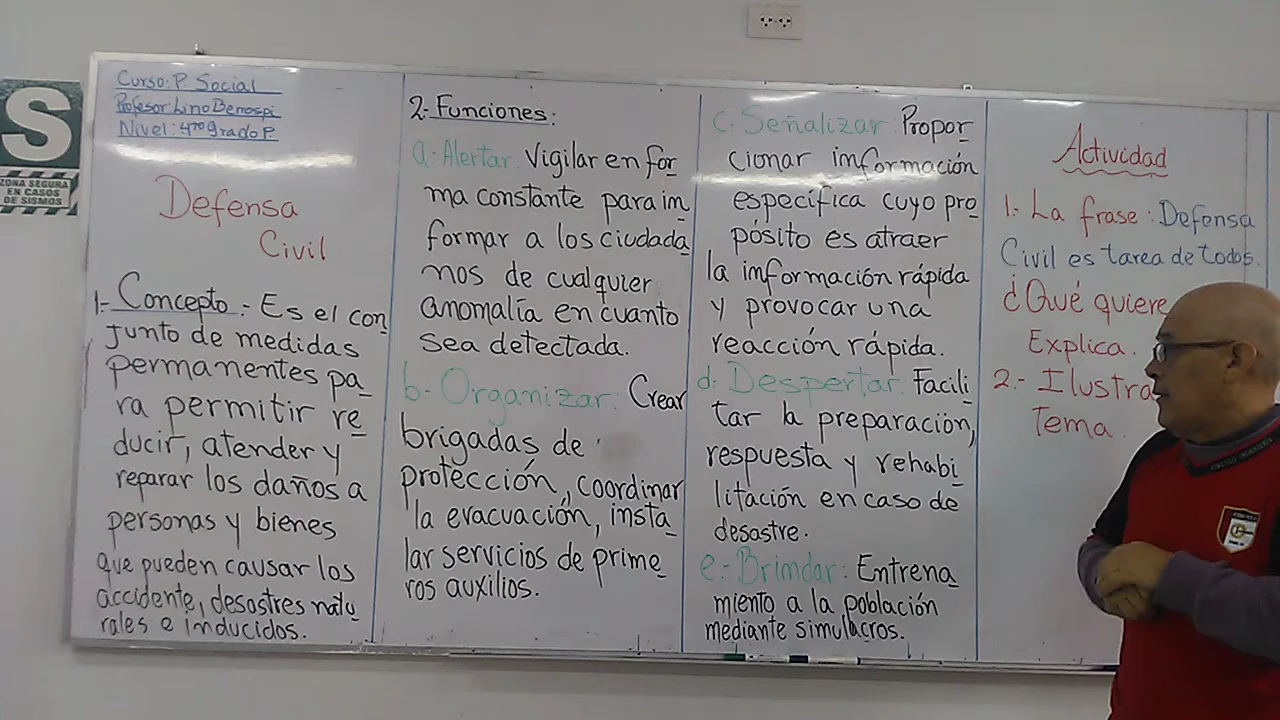 S
ZONA SEGURA
EN CASOS
DE SISMOS
Curso: P. Social
Profesor: Lino Berrospi
Nivel: 4to grado P.
Defensa
Civil
1.- Concepto.- Es el con
junto de medidas
permanentes pa
ra permitir re
ducir, atender y
reparar los daños a
personas y bienes
que pueden causar los
accidente, desastres natu
rales e inducidos.
2.- Funciones:
a.- Alertar: Vigilar en for
ma constante para in
formar a los ciudada
nos de cualquier
anomalía en cuanto
sea detectada.
b.- Organizar: Crear
brigadas de
protección, coordinar
la evacuación, insta
lar servicios de prime
ros auxilios.
c.- Señalizar: Propor
cionar información
específica cuyo pro
pósito es atraer
la información rápida
y provocar una
reacción rápida.
d.- Despertar: Facili
tar la preparación,
respuesta y rehabi
litación en caso de
desastre.
e.- Brindar: Entrena
miento a la población
mediante simulacros.
Actividad
1.- La frase: Defensa
Civil es tarea de todos.
¿Qué quiere
Explica.
2.- Ilustra
Tema.